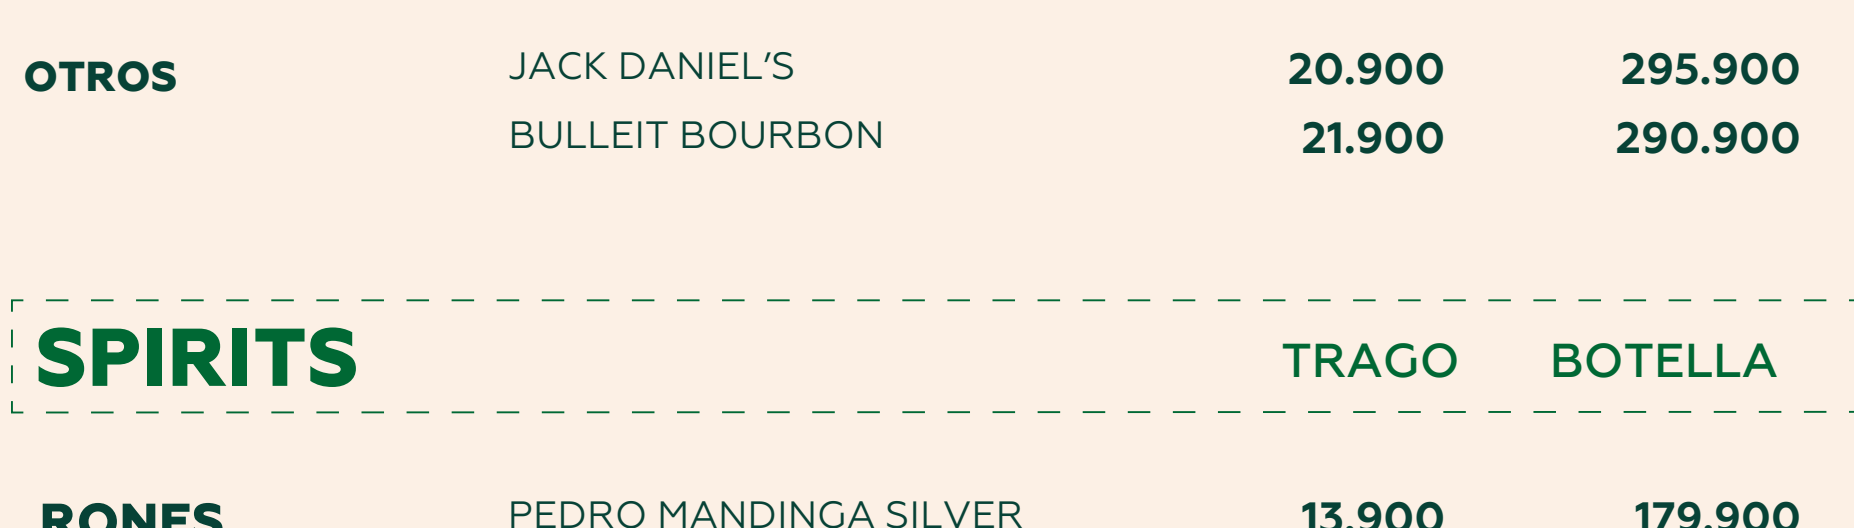 OTROS JACK DANIEL'S 20.900 295.900
BULLEIT BOURBON 21.900 290.900
SPIRITS TRAGO BOTELLA
RONES PEDRO MANDINGA SILVER 13.900 179.900